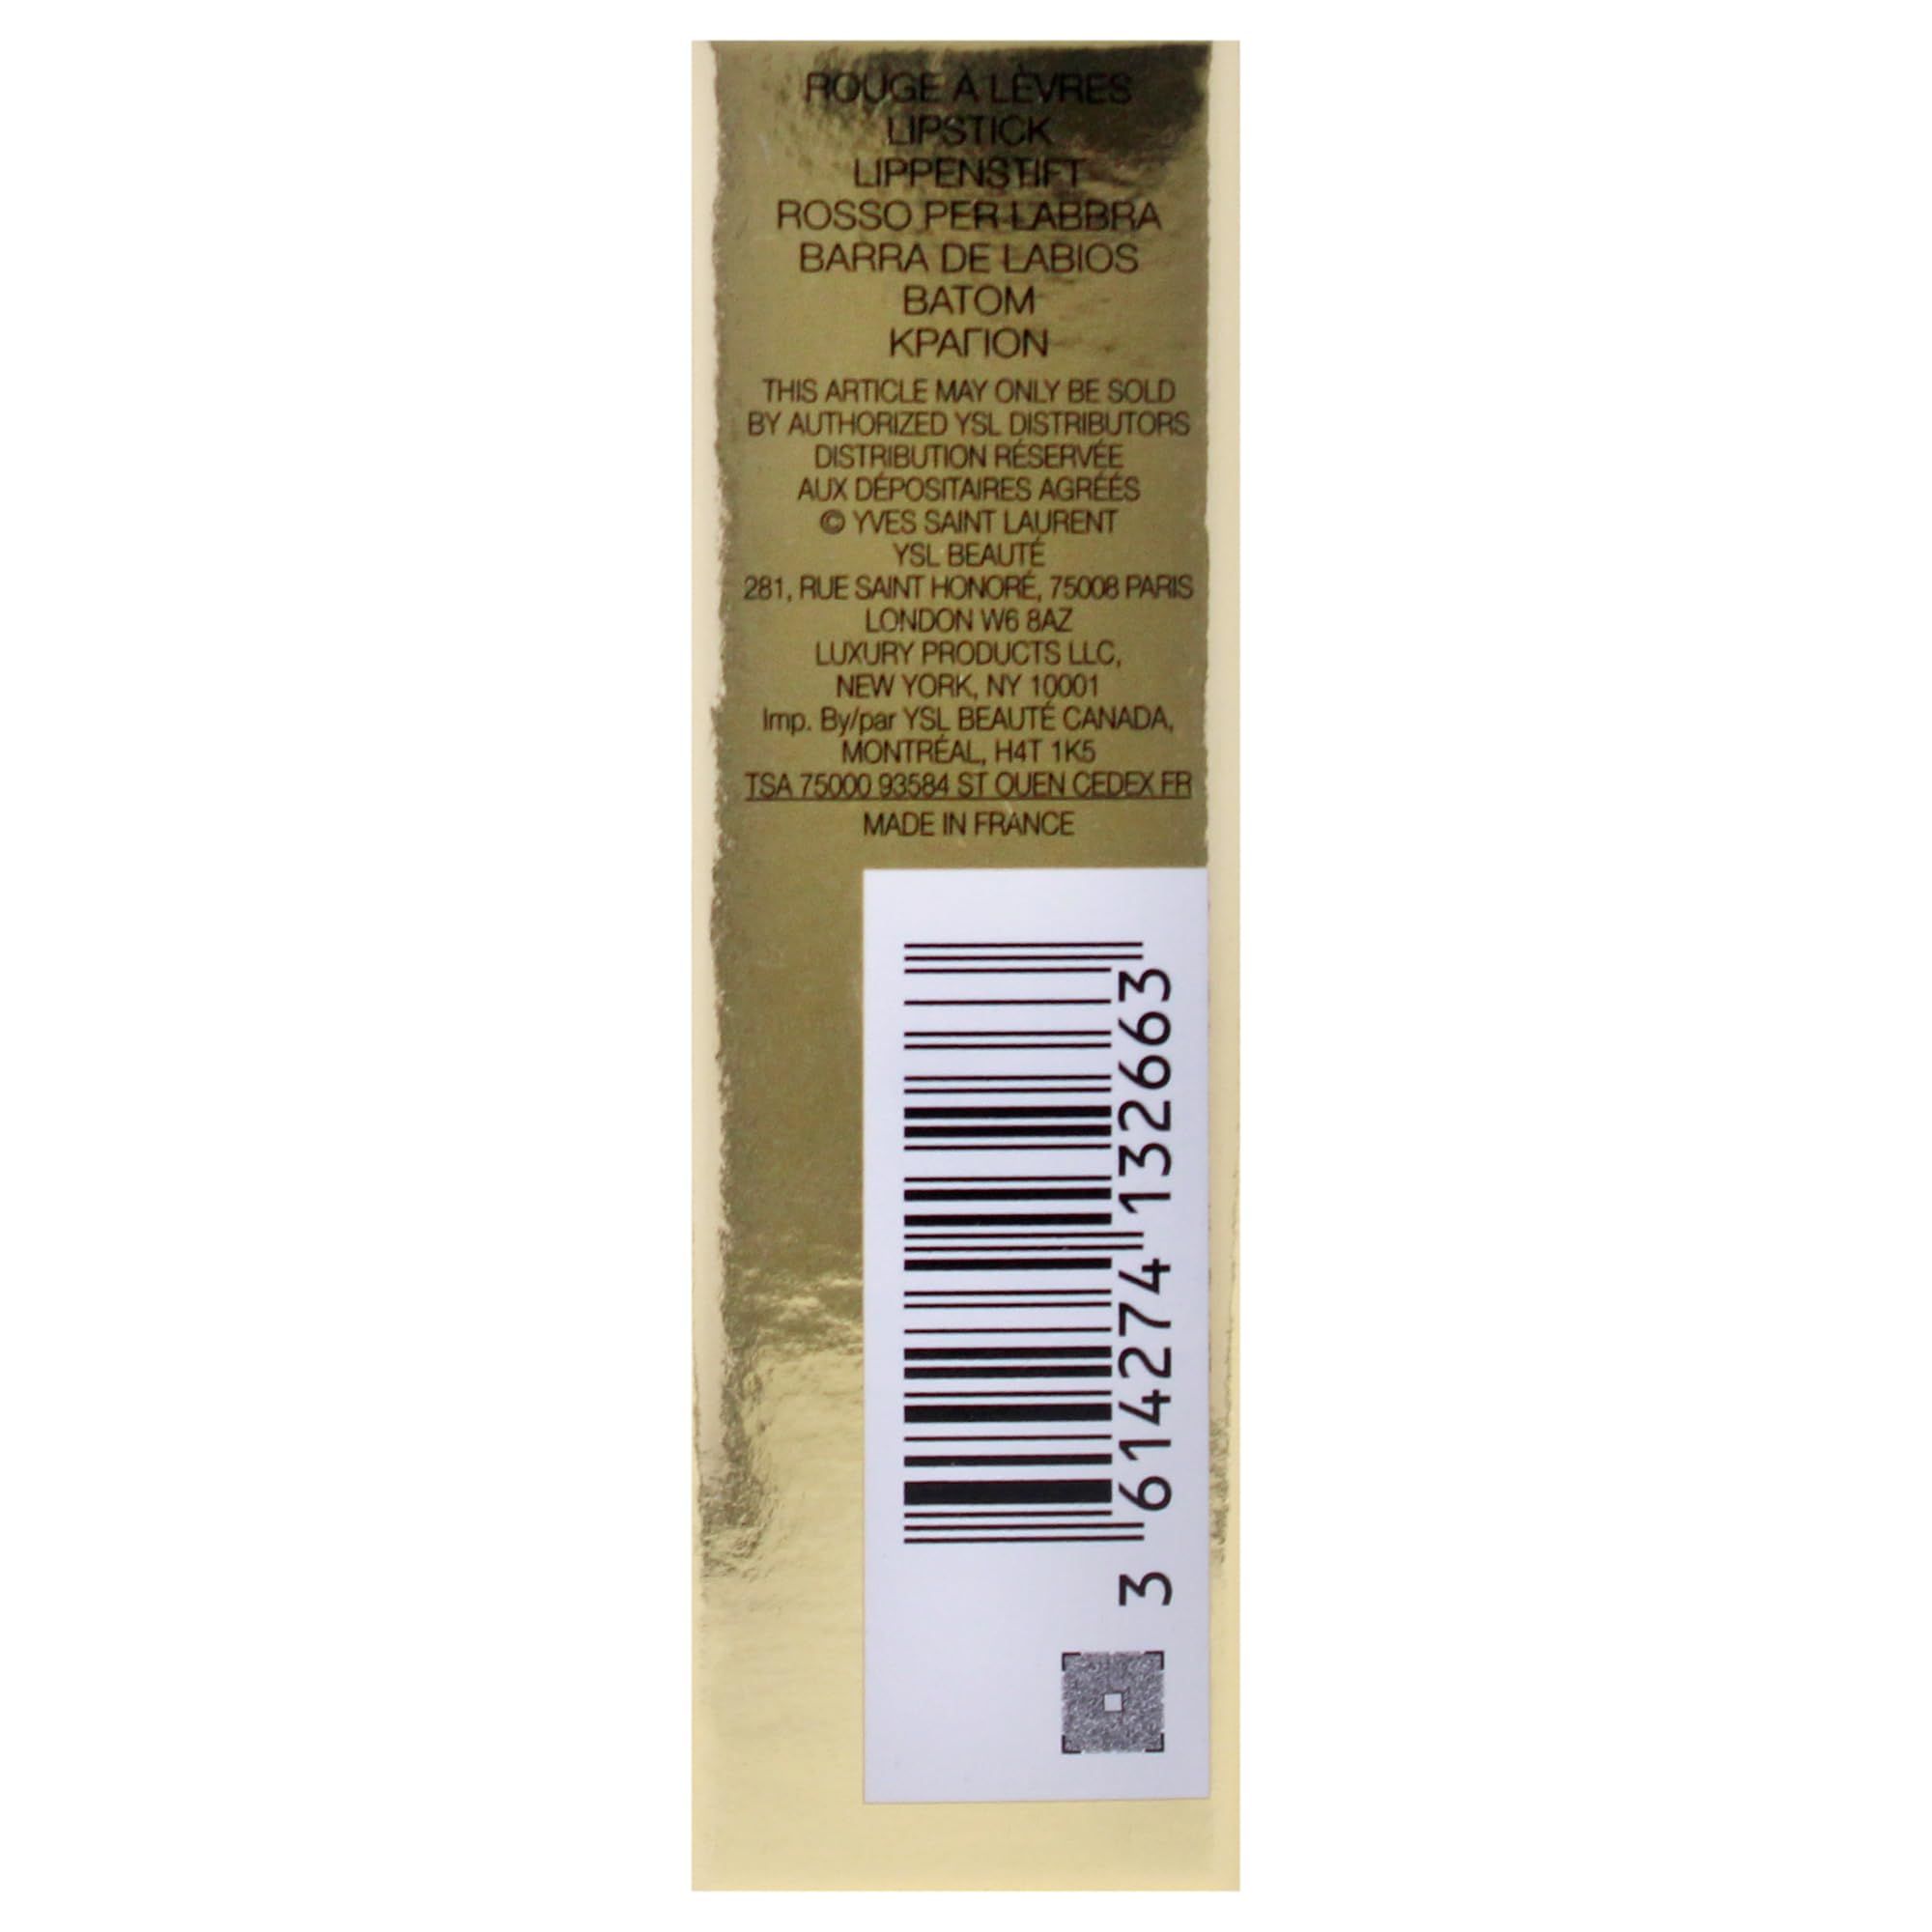 ROUGE À LÈVRES
LIPSTICK
LIPPENSTIFT
ROSSO PER LABBRA
BARRA DE LABIOS
BATOM
ΚΡΑΓΙΟΝ
THIS ARTICLE MAY ONLY BE SOLD
BY AUTHORIZED YSL DISTRIBUTORS
DISTRIBUTION RÉSERVÉE
AUX DÉPOSITAIRES AGRÉÉS
© YVES SAINT LAURENT
YSL BEAUTÉ
281, RUE SAINT HONORÉ, 75008 PARIS
LONDON W6 8AZ
LUXURY PRODUCTS LLC,
NEW YORK, NY 10001
Imp. By/par YSL BEAUTÉ CANADA,
MONTRÉAL, H4T 1K5
TSA 75000 93584 ST OUEN CEDEX FR
MADE IN FRANCE
3 614274 132663